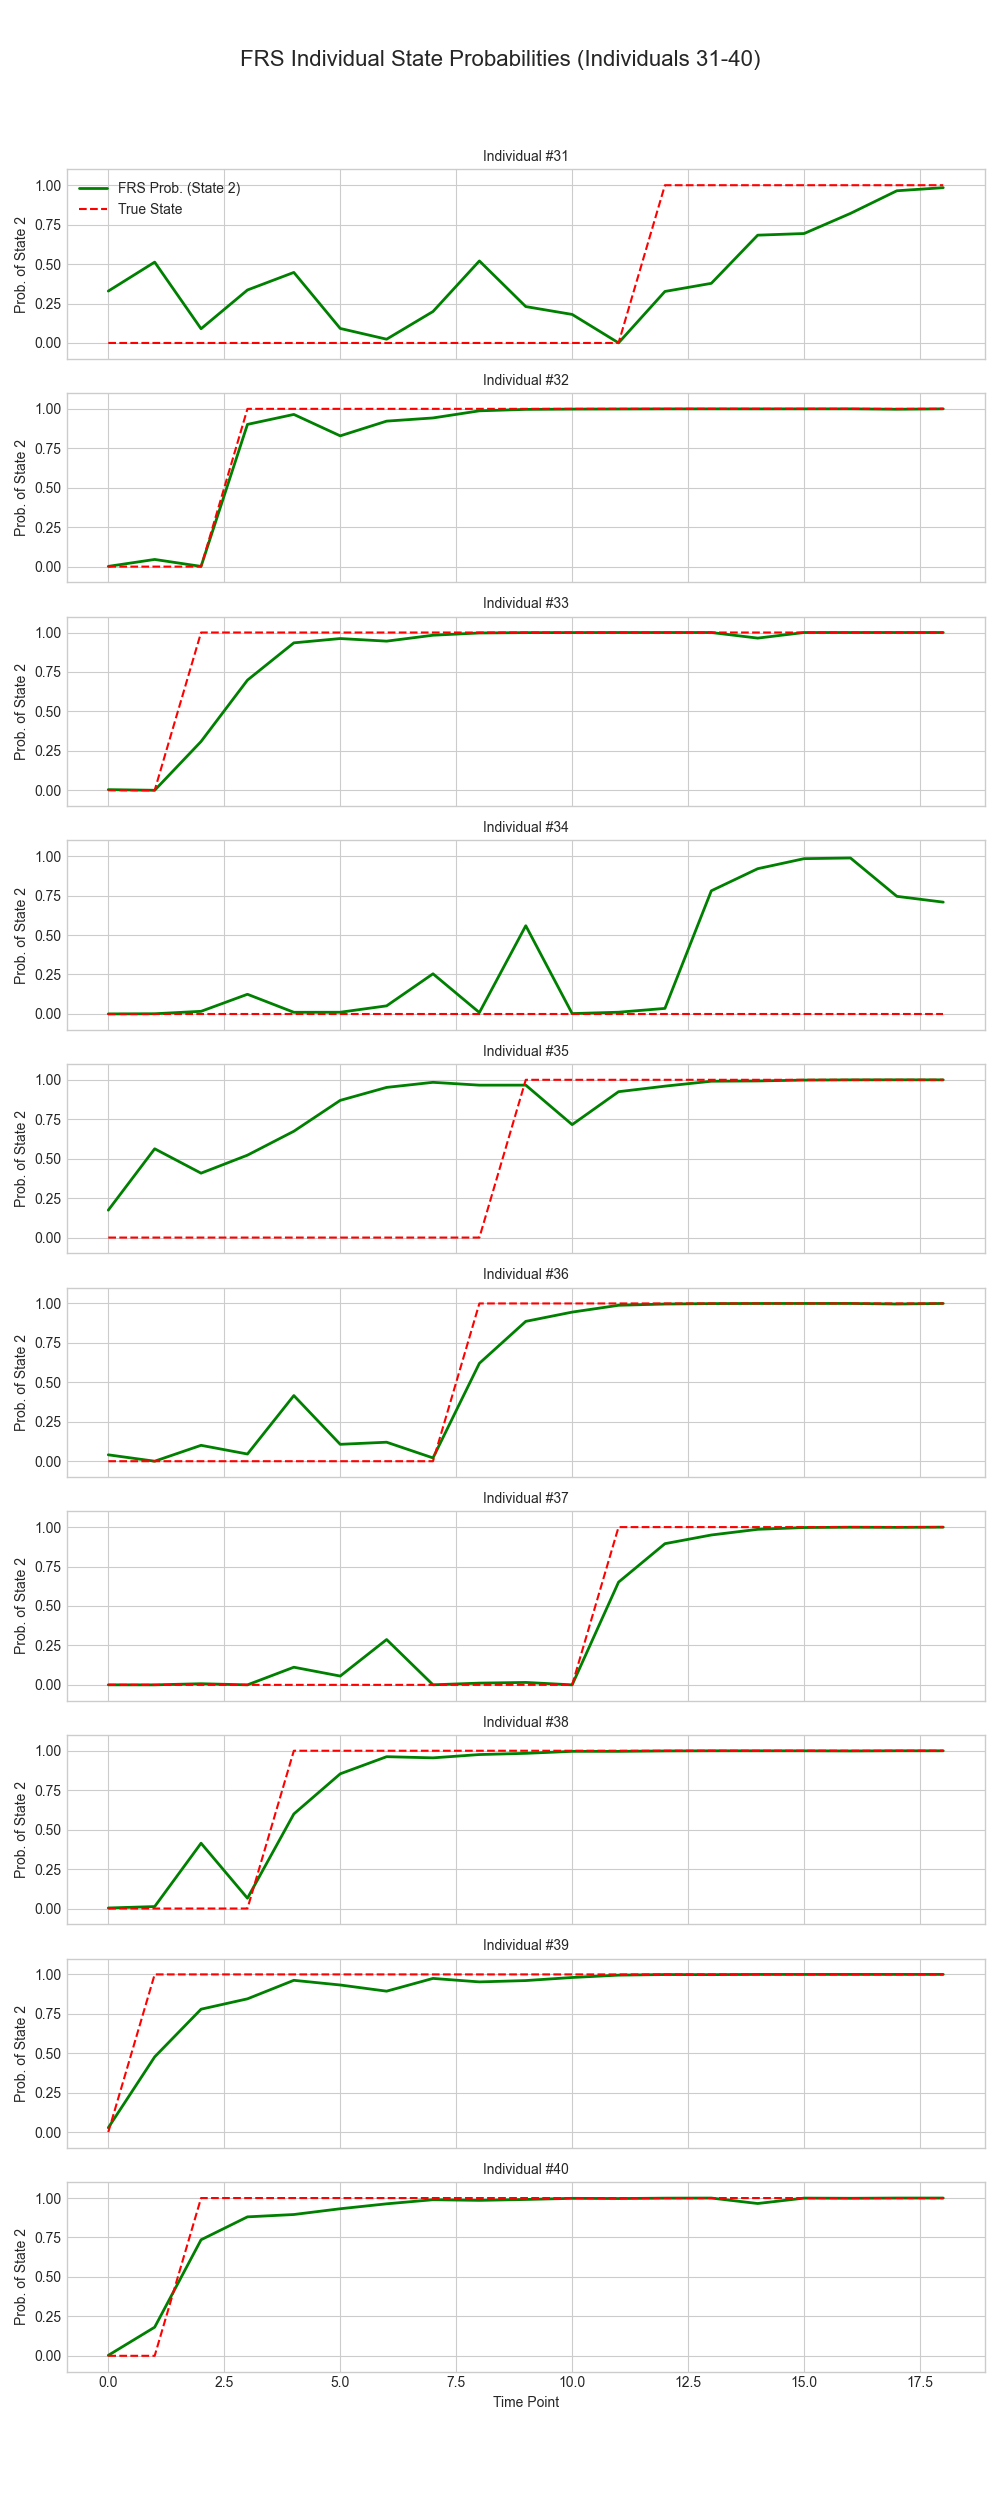 FRS Individual State Probabilities (Individuals 31-40)
Individual #31
FRS Prob. (State 2)
True State
Prob. of State 2
1.00
0.75
0.50
0.25
0.00
Individual #32
Prob. of State 2
1.00
0.75
0.50
0.25
0.00
Individual #33
Prob. of State 2
1.00
0.75
0.50
0.25
0.00
Individual #34
Prob. of State 2
1.00
0.75
0.50
0.25
0.00
Individual #35
Prob. of State 2
1.00
0.75
0.50
0.25
0.00
Individual #36
Prob. of State 2
1.00
0.75
0.50
0.25
0.00
Individual #37
Prob. of State 2
1.00
0.75
0.50
0.25
0.00
Individual #38
Prob. of State 2
1.00
0.75
0.50
0.25
0.00
Individual #39
Prob. of State 2
1.00
0.75
0.50
0.25
0.00
Individual #40
Prob. of State 2
1.00
0.75
0.50
0.25
0.00
0.0 2.5 5.0 7.5 10.0 12.5 15.0 17.5
Time Point